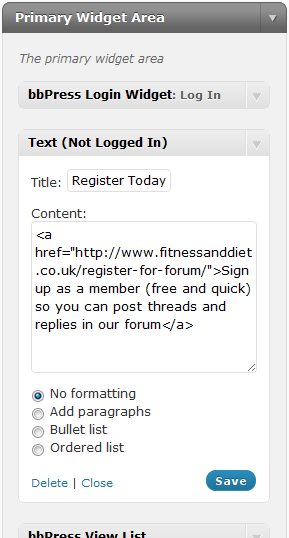 Primary Widget Area
The primary widget area
bbPress Login Widget: Log In
Text (Not Logged In)
Title: Register Today
Content:
<a
href="http://www.fitnessanddiet
.co.uk/register-for-forum/">Sign
up as a member (free and quick)
so you can post threads and
replies in our forum</a>
No formatting
Add paragraphs
Bullet list
Ordered list
Delete | Close
Save
bbPress View List